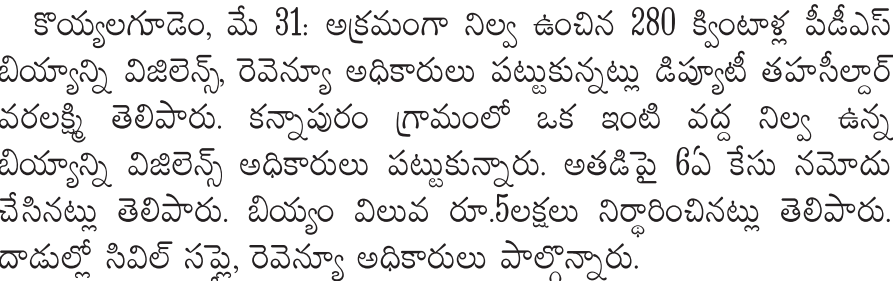 కొయ్యలగూడెం, మే 31: అక్రమంగా నిల్వ ఉంచిన 280 క్వింటాళ్ల పీడీఎస్
బియ్యాన్ని విజిలెన్స్, రెవెన్యూ అధికారులు పట్టుకున్నట్లు డిప్యూటీ తహసీల్దార్
వరలక్ష్మి తెలిపారు. కన్నాపురం గ్రామంలో ఒక ఇంటి వద్ద నిల్వ ఉన్న
బియ్యాన్ని విజిలెన్స్ అధికారులు పట్టుకున్నారు. అతడిపై 6ఏ కేసు నమోదు
చేసినట్లు తెలిపారు. బియ్యం విలువ రూ.5లక్షలు నిర్ధారించినట్లు తెలిపారు.
దాడుల్లో సివిల్ సప్లై, రెవెన్యూ అధికారులు పాల్గొన్నారు.